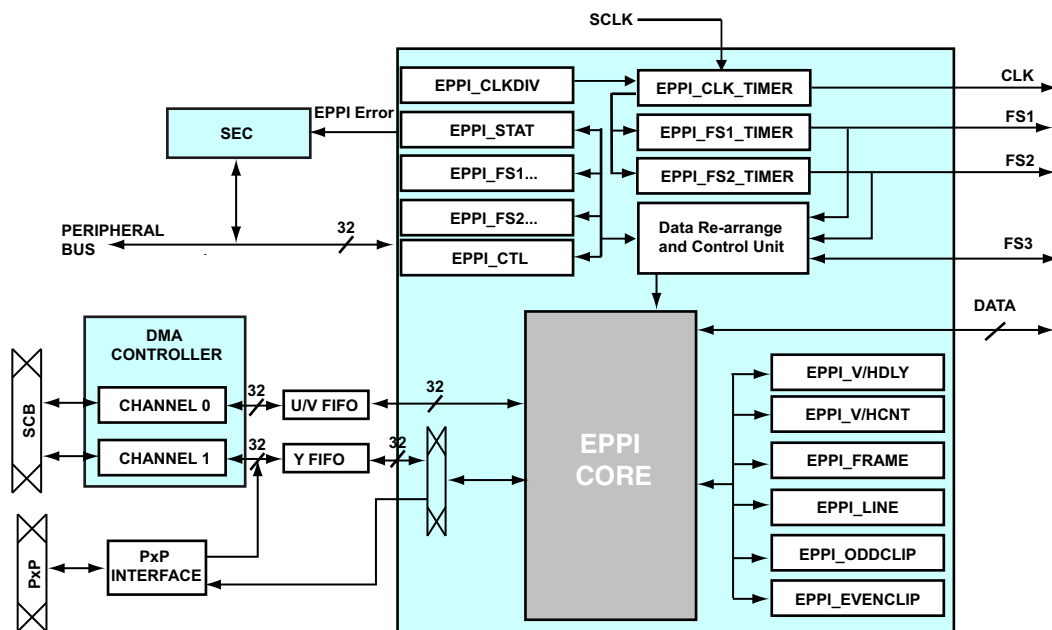 SCLK
EPPI_CLKDIV
EPPI_CLK_TIMER
CLK
SEC
EPPI Error
EPPI_STAT
EPPI_FS1_TIMER
FS1
EPPI_FS1...
EPPI_FS2_TIMER
FS2
EPPI_FS2...
Data Re-arrange
and Control Unit
PERIPHERAL
BUS
32
EPPI_CTL
FS3
DATA
DMA
CONTROLLER
SCB
CHANNEL 0
32
U/V FIFO
32
CHANNEL 1
32
Y FIFO
32
EPPI
CORE
EPPI_V/HDLY
EPPI_V/HCNT
EPPI_FRAME
EPPI_LINE
EPPI_ODDCLIP
EPPI_EVENCLIP
PxP
PxP
INTERFACE